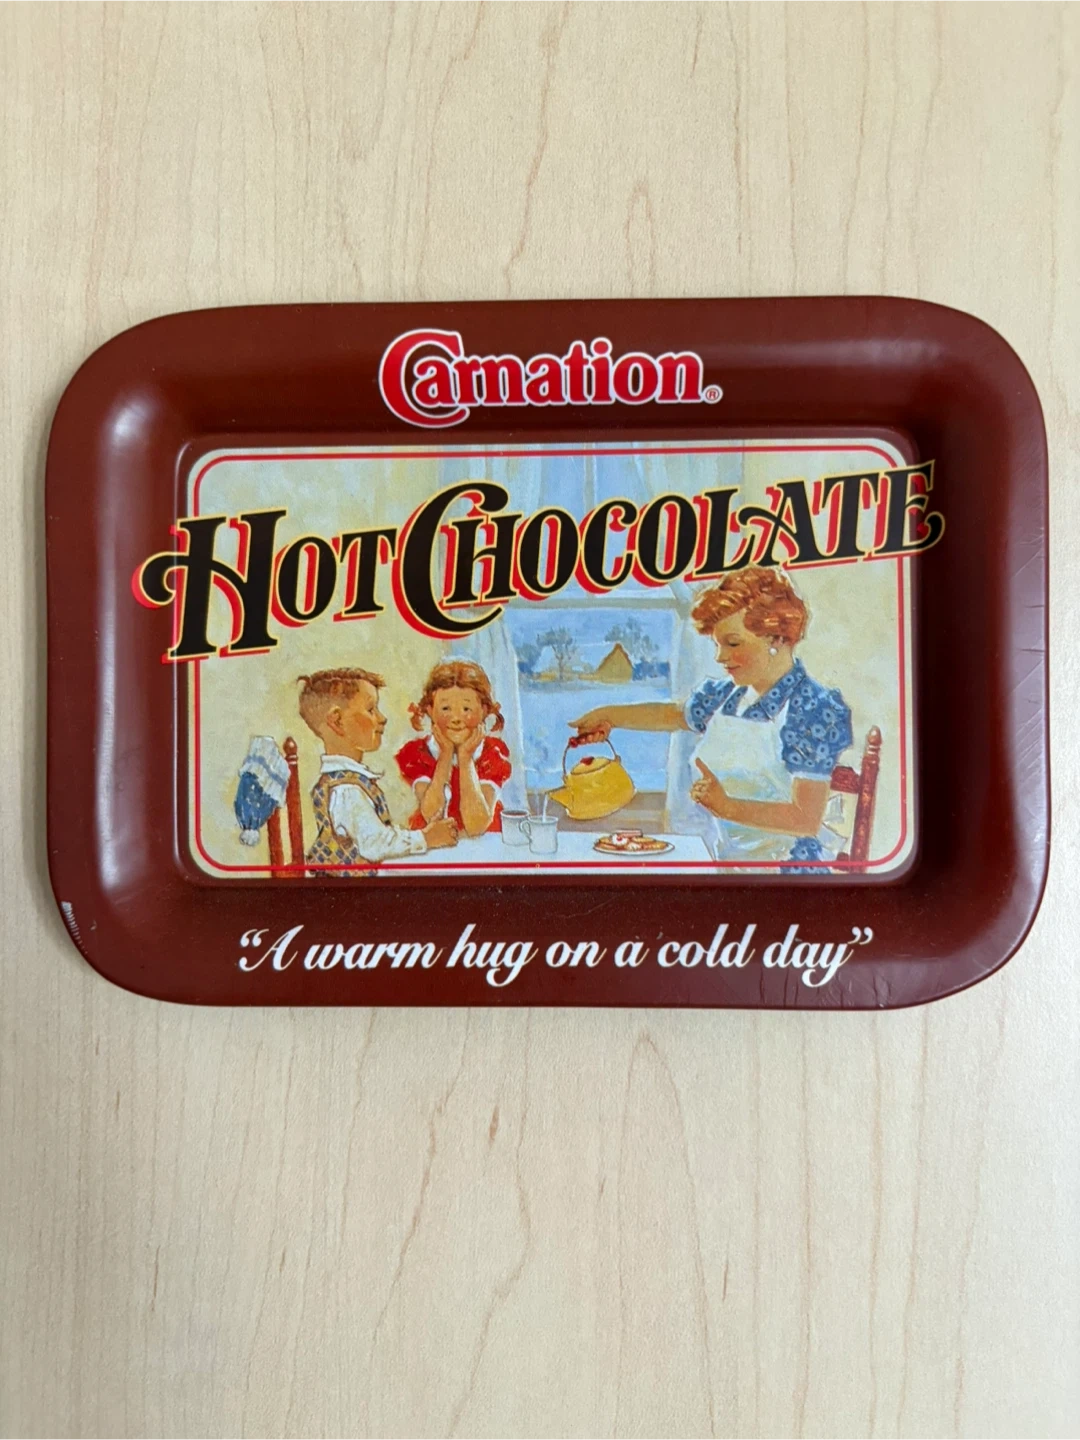 Carnation®
HOT CHOCOLATE
“A warm hug on a cold day”